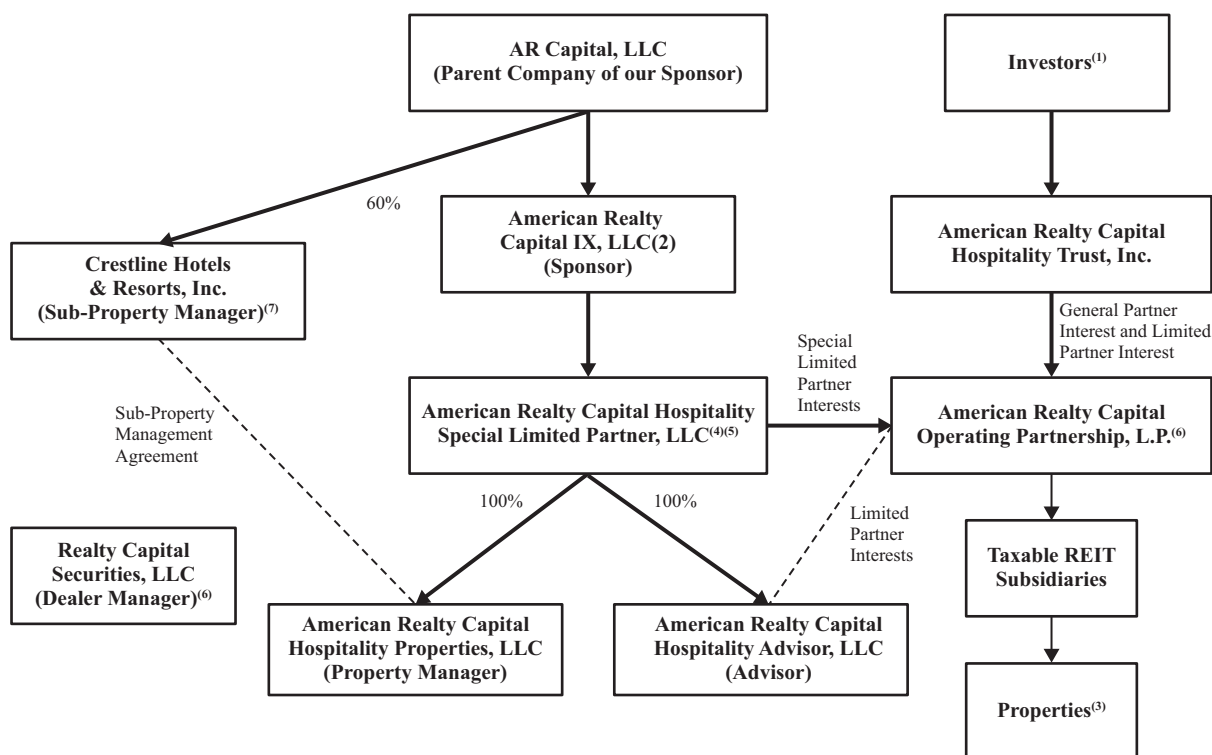 AR Capital, LLC
(Parent Company of our Sponsor)
Investors(1)
60%
American Realty
Capital IX, LLC(2)
(Sponsor)
American Realty Capital
Hospitality Trust, Inc.
Crestline Hotels
& Resorts, Inc.
(Sub-Property Manager)(7)
General Partner
Interest and Limited
Partner Interest
Special
Limited
Partner
Interests
Sub-Property
Management
Agreement
American Realty Capital Hospitality
Special Limited Partner, LLC(4)(5)
American Realty Capital
Operating Partnership, L.P.(6)
100%
100%
Limited
Partner
Interests
Realty Capital
Securities, LLC
(Dealer Manager)(6)
Taxable REIT
Subsidiaries
American Realty Capital
Hospitality Properties, LLC
(Property Manager)
American Realty Capital
Hospitality Advisor, LLC
(Advisor)
Properties(3)